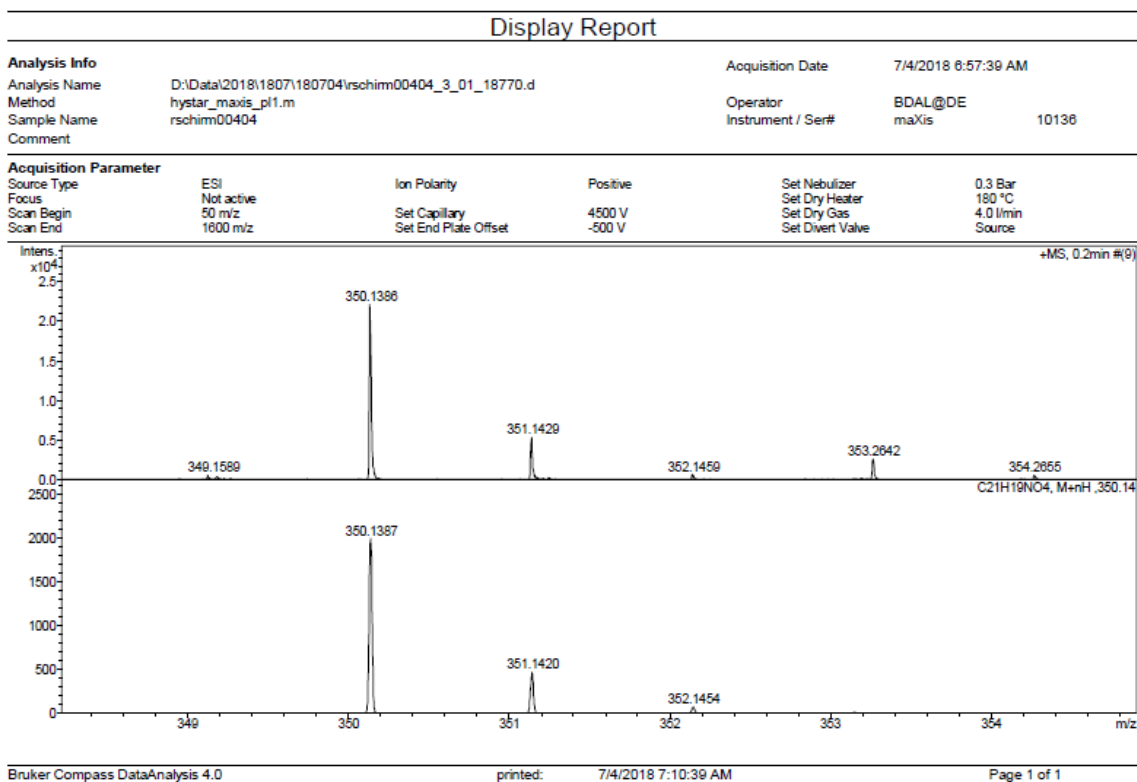 Display Report
Analysis Info
Acquisition Date 7/4/2018 6:57:39 AM
Analysis Name D:\Data\2018\1807\180704\rschirm00404_3_01_18770.d
Method hystar_maxis_pl1.m Operator BDAL@DE
Sample Name rschirm00404 Instrument / Ser# maXis 10136
Comment
Acquisition Parameter
Source Type ESI Ion Polarity Positive Set Nebulizer 0.3 Bar
Focus Not active Set Dry Heater 180 °C
Scan Begin 50 m/z Set Capillary 4500 V Set Dry Gas 4.0 l/min
Scan End 1600 m/z Set End Plate Offset -500 V Set Divert Valve Source
Intens.
x10⁴
+MS, 0.2min #(9)
2.5
350.1386
2.0
1.5
1.0
351.1429
0.5
349.1589
352.1459
353.2642
354.2655
0.0
C21H19NO4, M+nH ,350.14
2500
350.1387
2000
1500
1000
351.1420
500
352.1454
0
349 350 351 352 353 354 m/z
Bruker Compass DataAnalysis 4.0 printed: 7/4/2018 7:10:39 AM Page 1 of 1